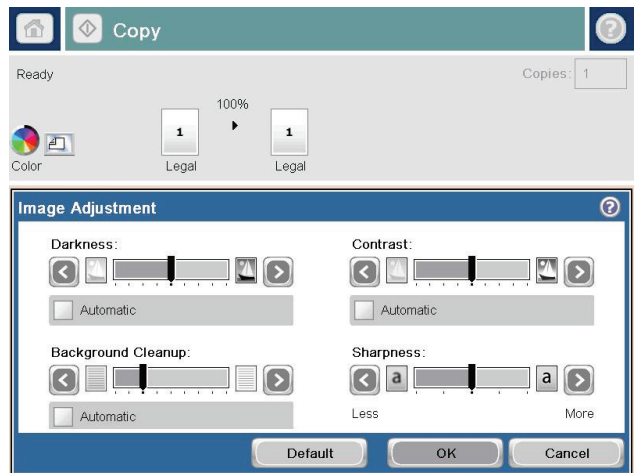 Copy
?
Ready
Copies: 1
100%
1
1
Color
Legal
Legal
Image Adjustment
?
Darkness:
Contrast:
Automatic
Automatic
Background Cleanup:
Sharpness:
a
a
Less
More
Automatic
Default
OK
Cancel